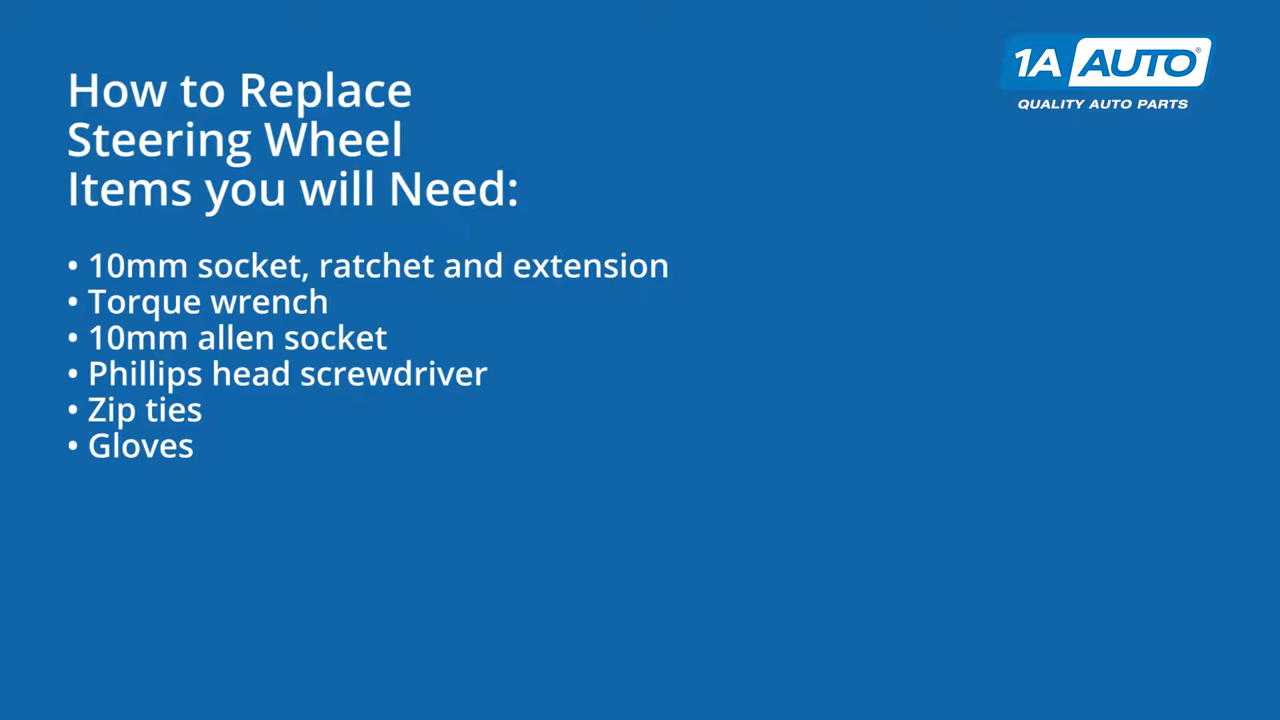 How to Replace
Steering Wheel
Items you will Need:
• 10mm socket, ratchet and extension
• Torque wrench
• 10mm allen socket
• Phillips head screwdriver
• Zip ties
• Gloves
1A AUTO®
QUALITY AUTO PARTS